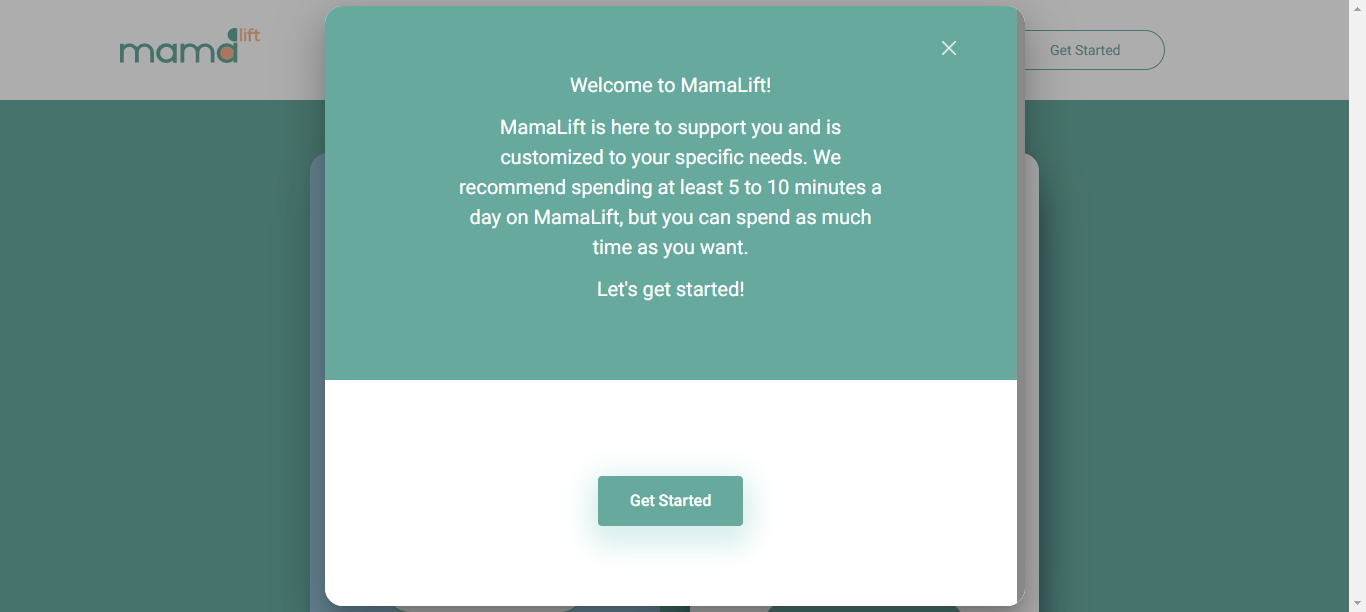 mama lift
Get Started
Welcome to MamaLift!
MamaLift is here to support you and is
customized to your specific needs. We
recommend spending at least 5 to 10 minutes a
day on MamaLift, but you can spend as much
time as you want.
Let's get started!
Get Started